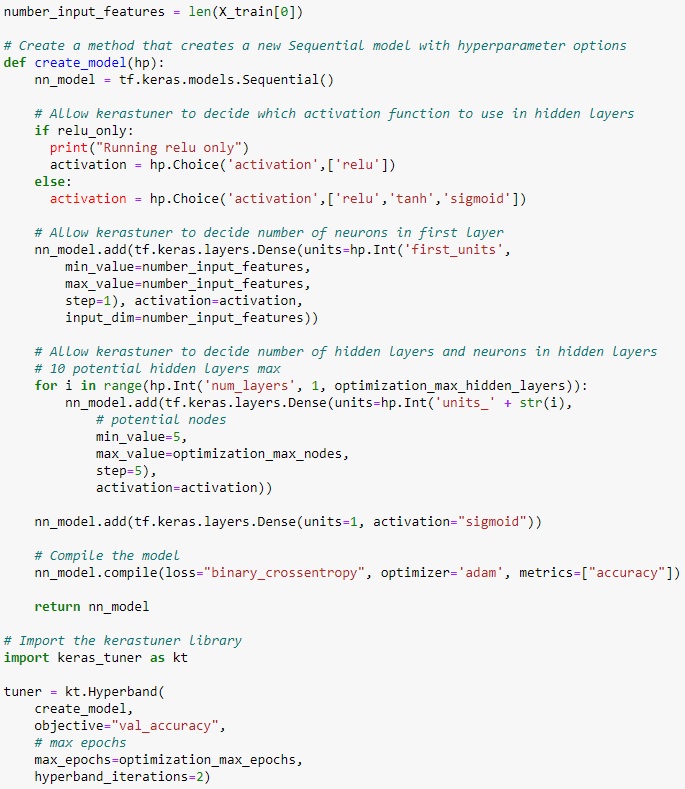 number_input_features = len(X_train[0])
# Create a method that creates a new Sequential model with hyperparameter options
def create_model(hp):
    nn_model = tf.keras.models.Sequential()
    # Allow kerastuner to decide which activation function to use in hidden layers
    if relu_only:
      print("Running relu only")
      activation = hp.Choice('activation',['relu'])
    else:
      activation = hp.Choice('activation',['relu','tanh','sigmoid'])
    # Allow kerastuner to decide number of neurons in first layer
    nn_model.add(tf.keras.layers.Dense(units=hp.Int('first_units',
        min_value=number_input_features,
        max_value=number_input_features,
        step=1), activation=activation,
        input_dim=number_input_features))
    # Allow kerastuner to decide number of hidden layers and neurons in hidden layers
    # 10 potential hidden layers max
    for i in range(hp.Int('num_layers', 1, optimization_max_hidden_layers)):
        nn_model.add(tf.keras.layers.Dense(units=hp.Int('units_' + str(i),
            # potential nodes
            min_value=5,
            max_value=optimization_max_nodes,
            step=5),
            activation=activation))
    nn_model.add(tf.keras.layers.Dense(units=1, activation="sigmoid"))
    # Compile the model
    nn_model.compile(loss="binary_crossentropy", optimizer='adam', metrics=["accuracy"])
    return nn_model
# Import the kerastuner library
import keras_tuner as kt
tuner = kt.Hyperband(
    create_model,
    objective="val_accuracy",
    # max epochs
    max_epochs=optimization_max_epochs,
    hyperband_iterations=2)